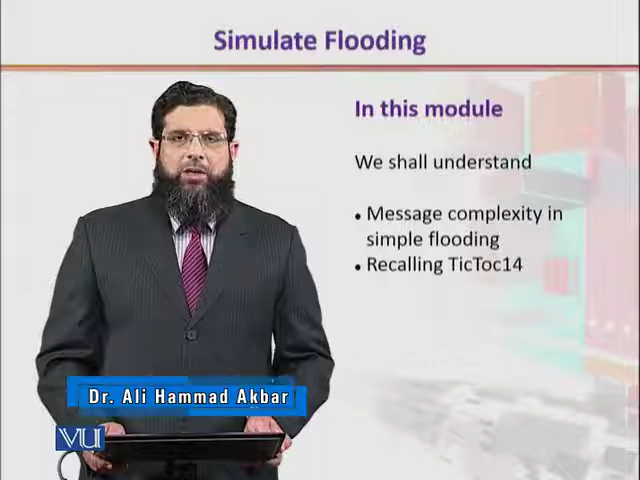 Simulate Flooding
In this module
We shall understand
• Message complexity in
simple flooding
• Recalling TicToc14
Dr. Ali Hammad Akbar
VU